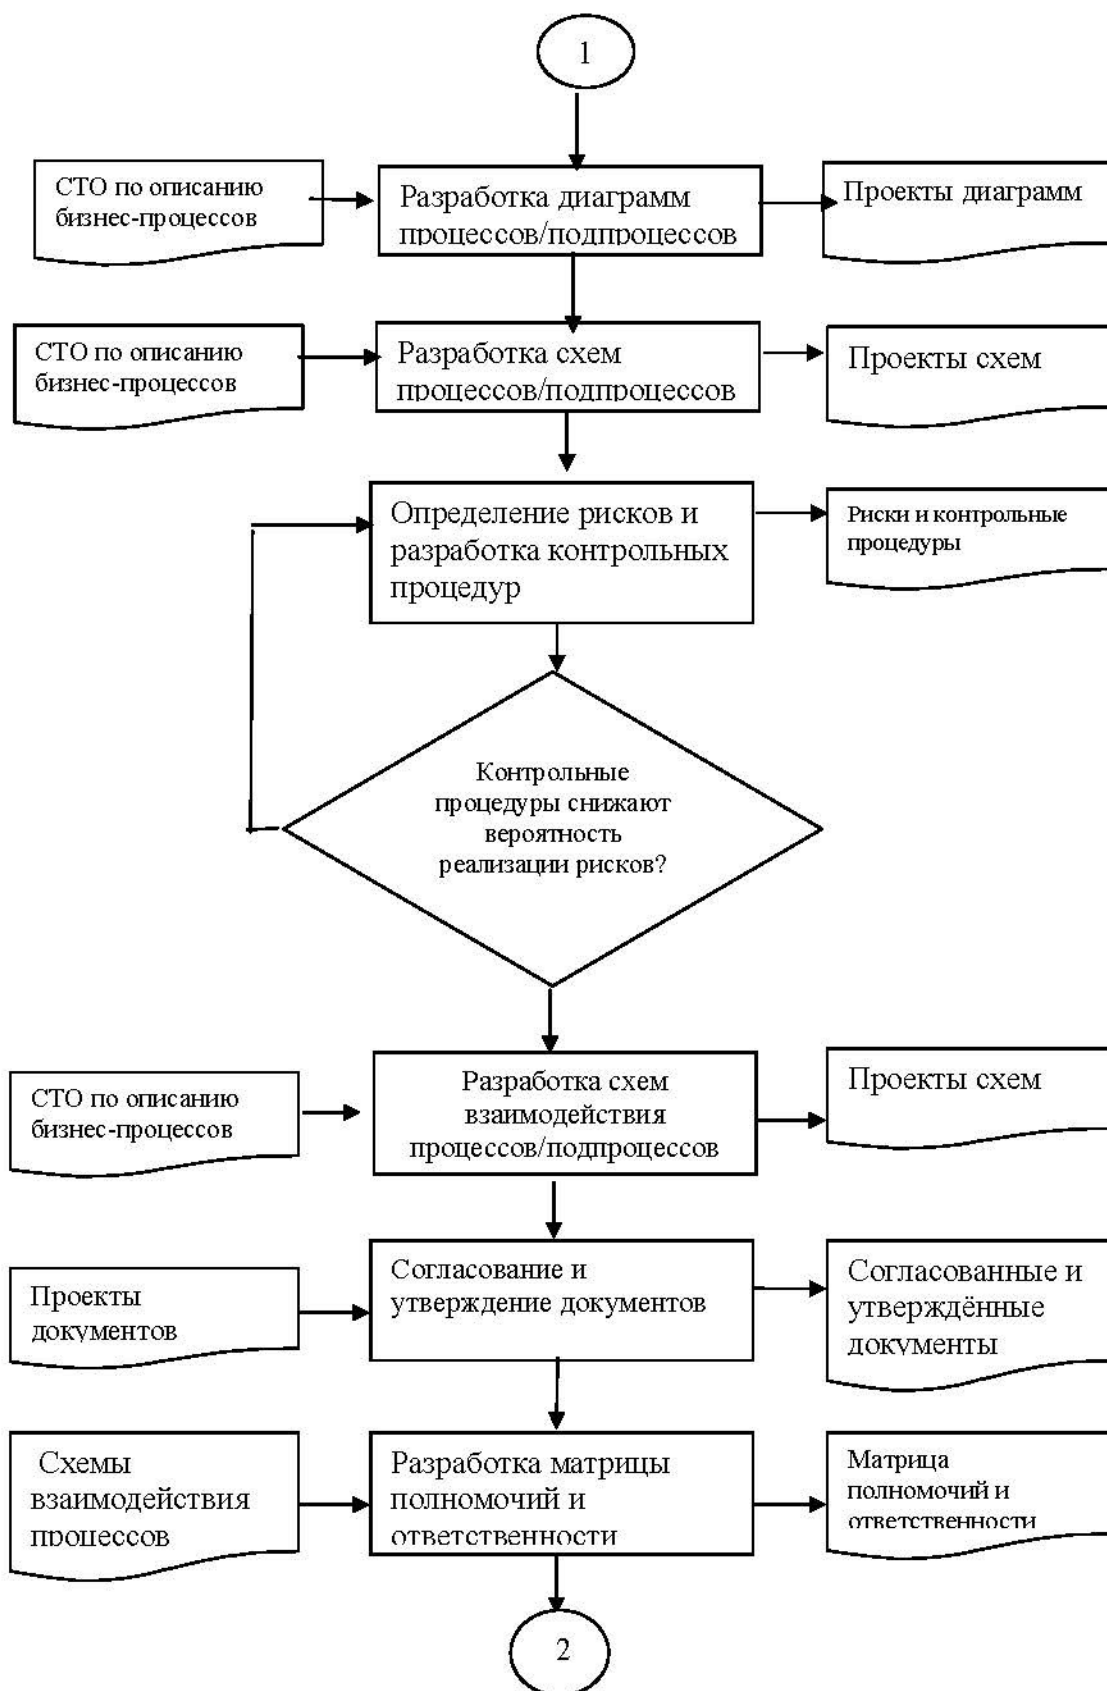 1
СТО по описанию
бизнес-процессов
Разработка диаграмм
процессов/подпроцессов
Проекты диаграмм
СТО по описанию
бизнес-процессов
Разработка схем
процессов/подпроцессов
Проекты схем
Определение рисков и
разработка контрольных
процедур
Риски и контрольные
процедуры
Контрольные
процедуры снижают
вероятность
реализации рисков?
СТО по описанию
бизнес-процессов
Разработка схем
взаимодействия
процессов/подпроцессов
Проекты схем
Проекты
документов
Согласование и
утверждение документов
Согласованные и
утверждённые
документы
Схемы
взаимодействия
процессов
Разработка матрицы
полномочий и
ответственности
Матрица
полномочий и
ответственности
2